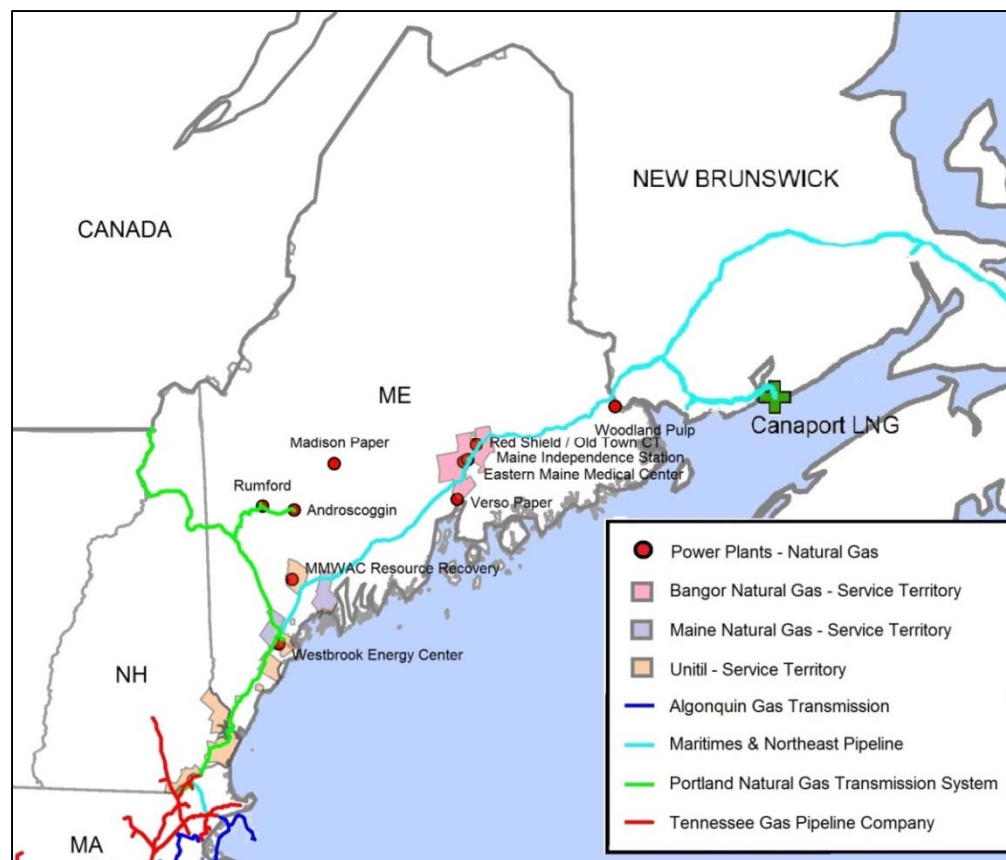 NEW BRUNSWICK
CANADA
ME
Canaport LNG
Woodland Pulp
Red Shield / Old Town CT
Madison Paper
Maine Independence Station
Eastern Maine Medical Center
Rumford
Verso Paper
Androscoggin
MMWAC Resource Recovery
Westbrook Energy Center
NH
MA
Power Plants - Natural Gas
Bangor Natural Gas - Service Territory
Maine Natural Gas - Service Territory
Unitil - Service Territory
Algonquin Gas Transmission
Maritimes & Northeast Pipeline
Portland Natural Gas Transmission System
Tennessee Gas Pipeline Company